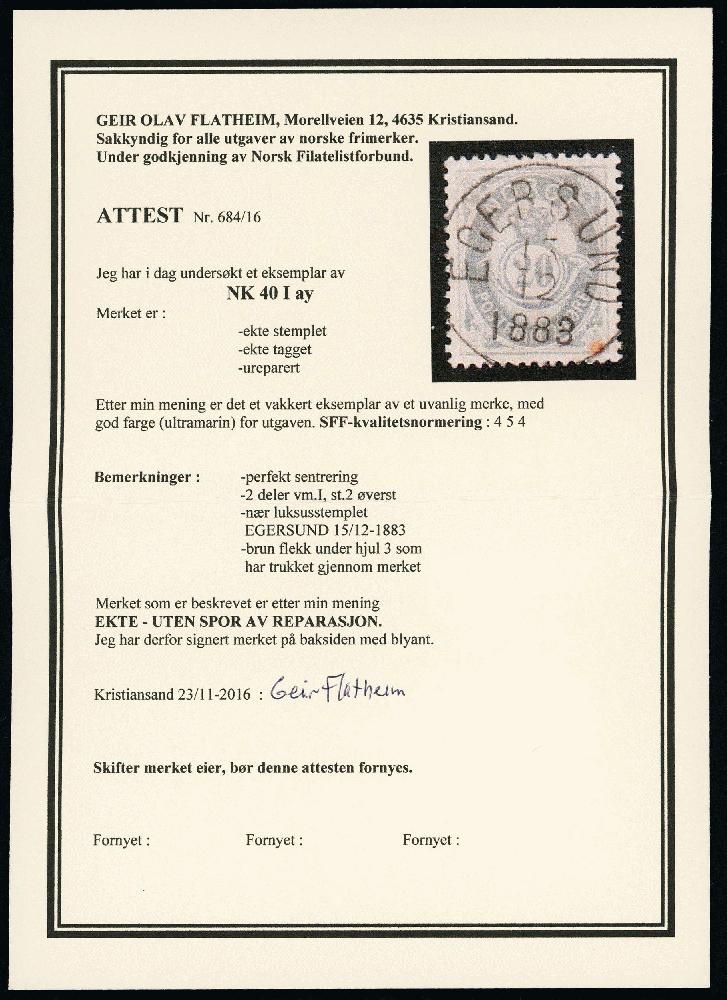 GEIR OLAV FLATHEIM, Morellveien 12, 4635 Kristiansand.
Sakkyndig for alle utgaver av norske frimerker.
Under godkjenning av Norsk Filatelistforbund.
ATTEST Nr. 684/16
EGERSUND
15
12
1883
Jeg har i dag undersøkt et eksemplar av
NK 40 I ay
Merket er :
-ekte stemplet
-ekte tagget
-ureparert
Etter min mening er det et vakkert eksemplar av et uvanlig merke, med
god farge (ultramarin) for utgaven. SFF-kvalitetsnormering : 4 5 4
Bemerkninger : -perfekt sentrering
-2 deler vm.I, st.2 øverst
-nær luksusstemplet
EGERSUND 15/12-1883
-brun flekk under hjul 3 som
har trukket gjennom merket
Merket som er beskrevet er etter min mening
EKTE - UTEN SPOR AV REPARASJON.
Jeg har derfor signert merket på baksiden med blyant.
Kristiansand 23/11-2016 : Geir Flatheim
Skifter merket eier, bør denne attesten fornyes.
Fornyet : Fornyet : Fornyet :